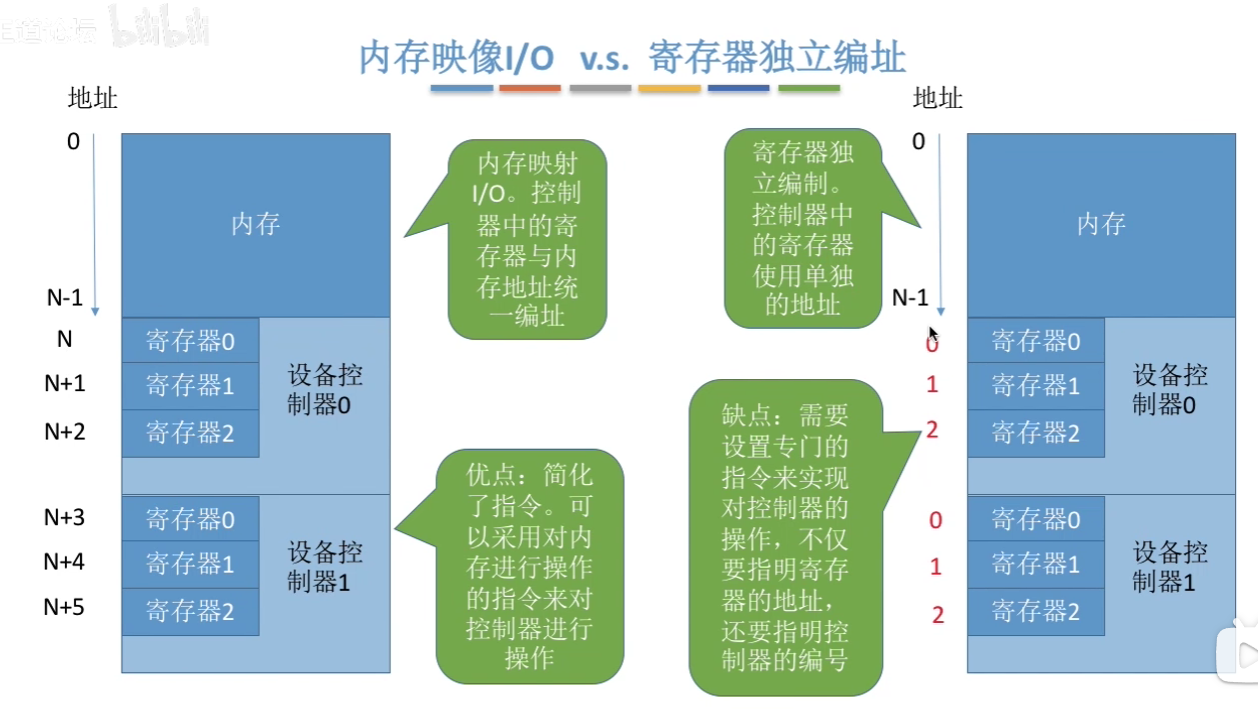 正道论坛 bilibili
内存映像I/O v.s. 寄存器独立编址
地址
0
N-1
N
N+1
N+2
N+3
N+4
N+5
内存
寄存器0
寄存器1
寄存器2
设备控
制器0
寄存器0
寄存器1
寄存器2
设备控
制器1
内存映射
I/O。控制
器中的寄
存器与内
存地址统
一编址
优点：简化
了指令。可
以采用对内
存进行操作
的指令来对
控制器进行
操作
寄存器独
立编制。
控制器中
的寄存器
使用单独
的地址
缺点：需要
设置专门的
指令来实现
对控制器的
操作，不仅
要指明寄存
器的地址，
还要指明控
制器的编号
地址
0
N-1
0
1
2
0
1
2
内存
寄存器0
寄存器1
寄存器2
设备控
制器0
寄存器0
寄存器1
寄存器2
设备控
制器1